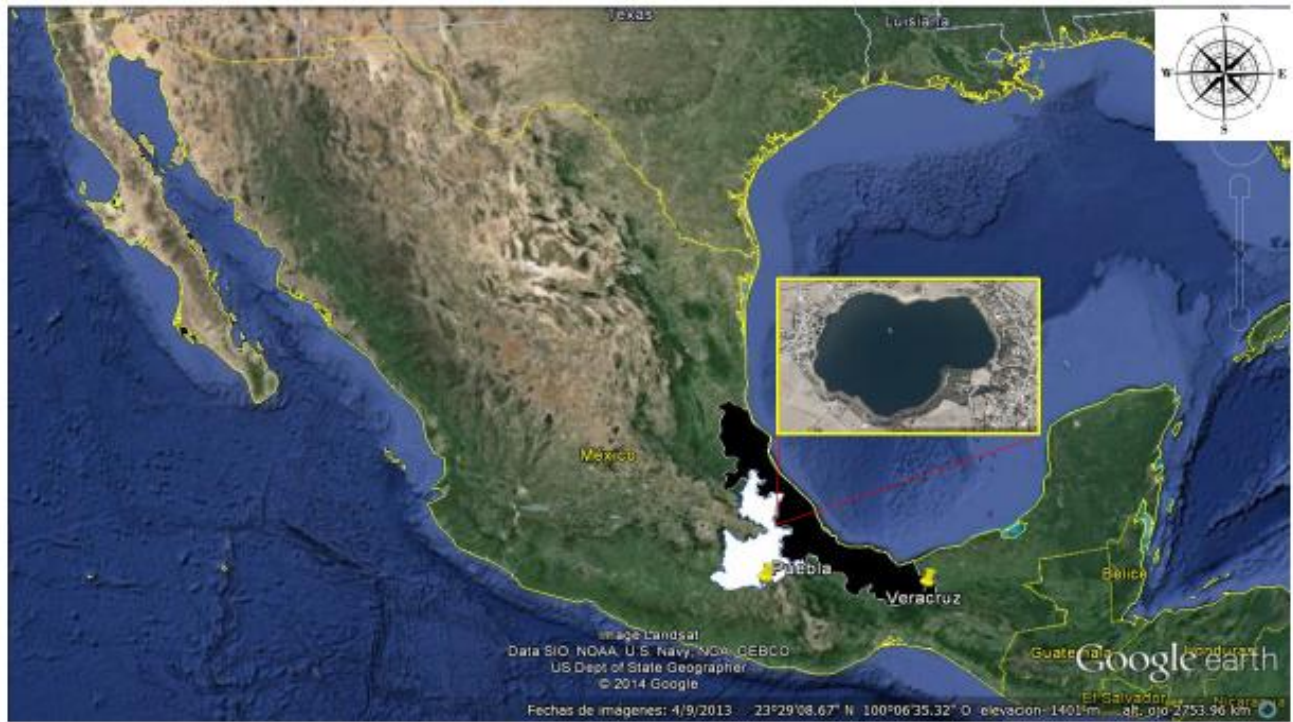 Texas
Luisiana
N
W
E
S
México
Puebla
Veracruz
Belice
Image Landsat
Data SIO, NOAA, U.S. Navy, NGA, GEBCO
US Dept of State Geographer
© 2014 Google
Guatemala
Honduras
Google earth
El Salvador
Nicaragua
Fechas de imágenes: 4/9/2013 23°29'08.67" N 100°06'35.32" O elevación 1401 m alt. ojo 2753.96 km